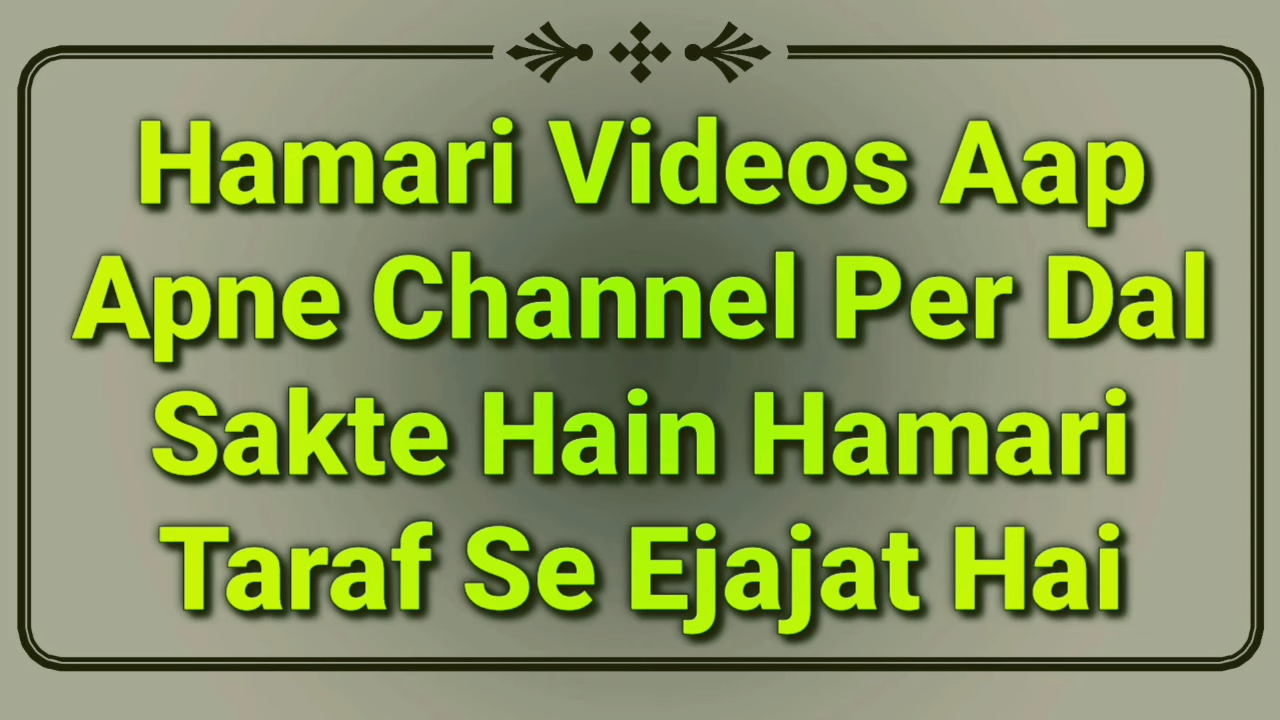 Hamari Videos Aap
Apne Channel Per Dal
Sakte Hain Hamari
Taraf Se Ejajat Hai